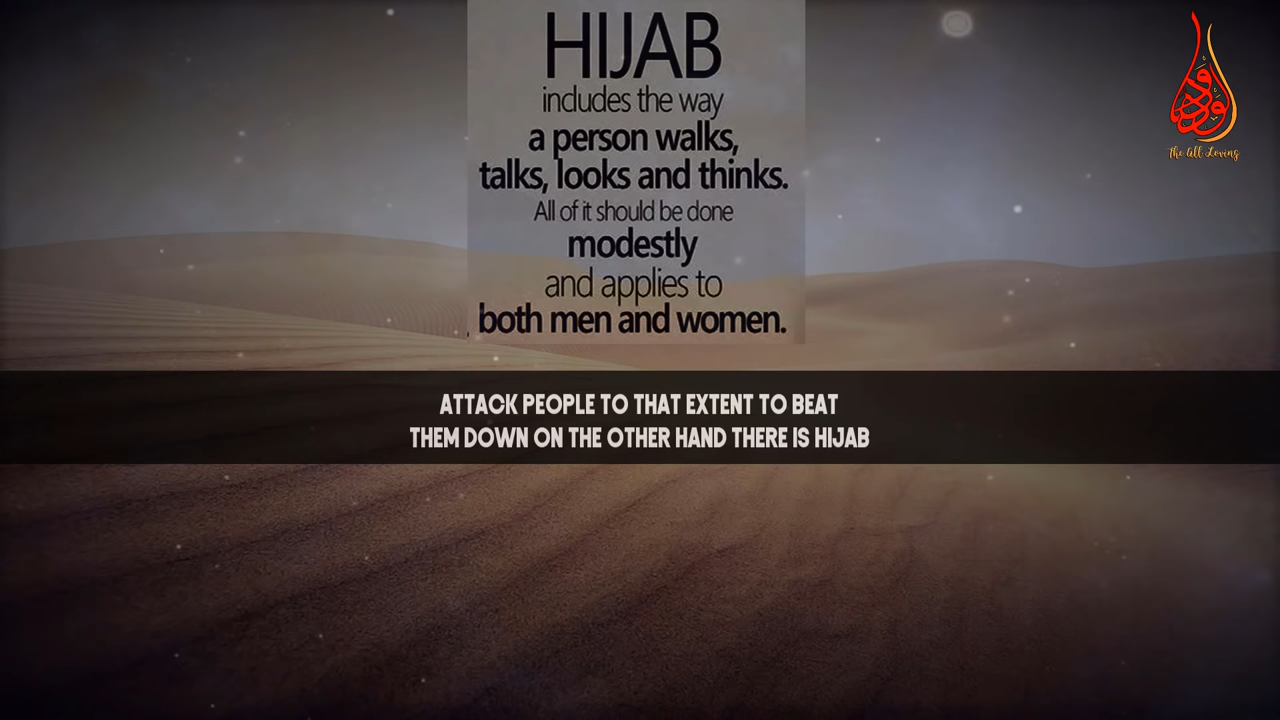 HIJAB
includes the way
a person walks,
talks, looks and thinks.
All of it should be done
modestly
and applies to
both men and women.
الودود
The All Loving
ATTACK PEOPLE TO THAT EXTENT TO BEAT
THEM DOWN ON THE OTHER HAND THERE IS HIJAB